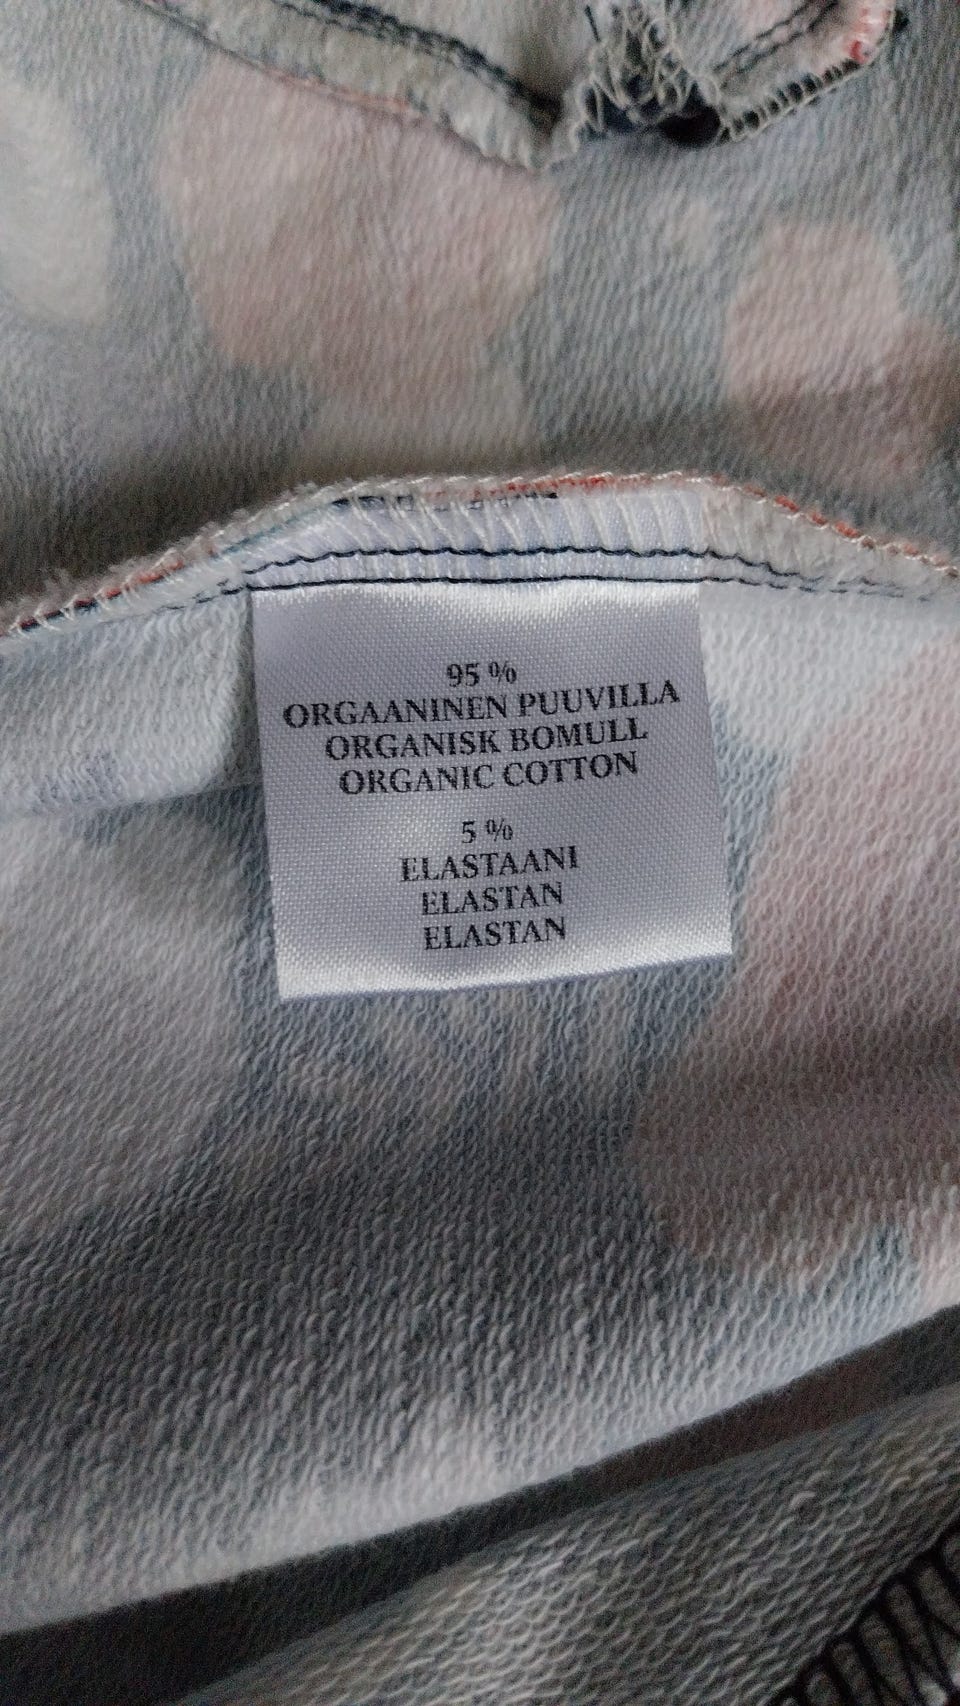 95 %
ORGAANINEN PUUVILLA
ORGANISK BOMULL
ORGANIC COTTON
5 %
ELASTAANI
ELASTAN
ELASTAN